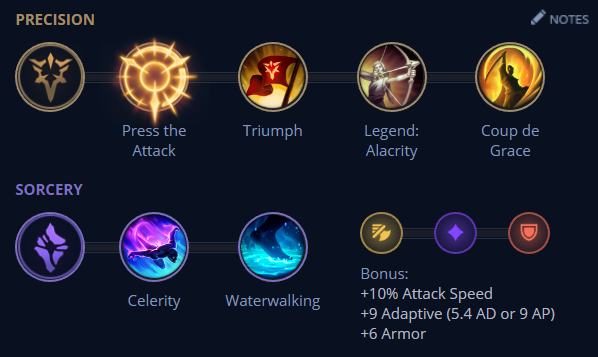 PRECISION
NOTES
Press the
Attack
Triumph
Legend:
Alacrity
Coup de
Grace
SORCERY
Celerity
Waterwalking
Bonus:
+10% Attack Speed
+9 Adaptive (5.4 AD or 9 AP)
+6 Armor